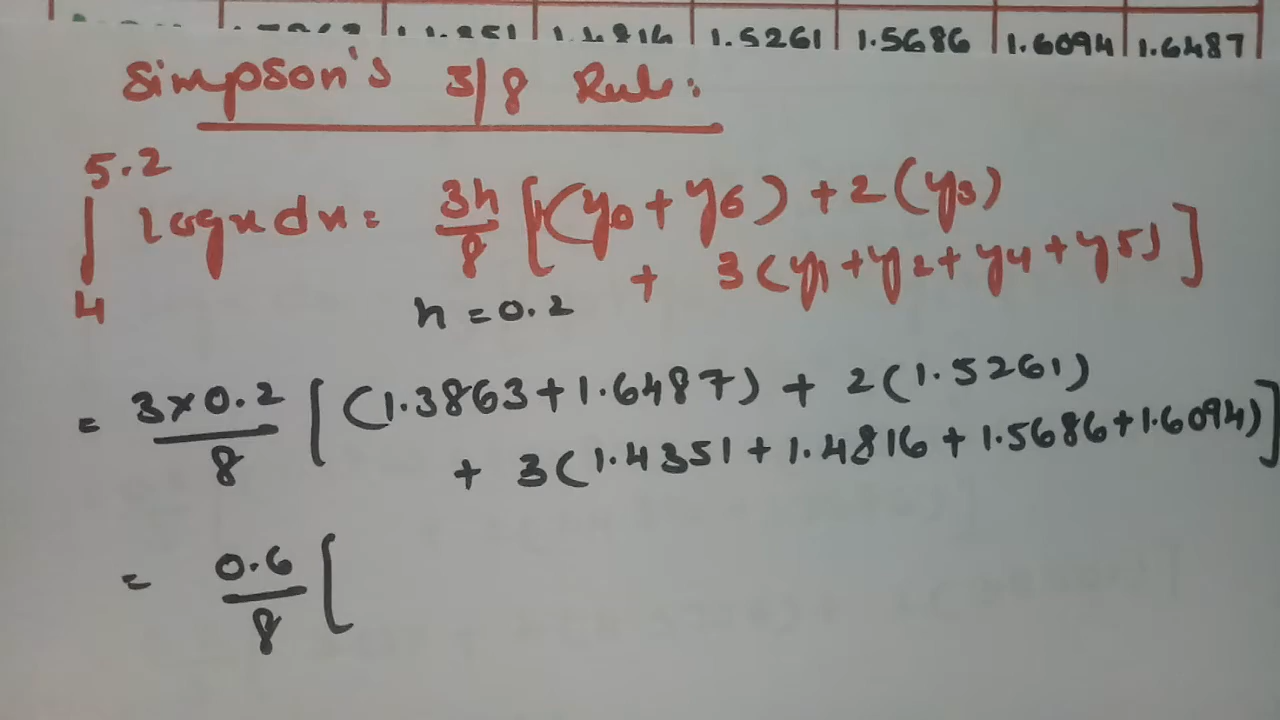 1.5261 1.5686 1.6094 1.6487
Simpson's 3/8 Rule:
5.2
∫ logx dx = 3h/8 [(y0 + y6) + 2(y3)
4
+ 3(y1 + y2 + y4 + y5)]
h = 0.2
= 3×0.2/8 [(1.3863 + 1.6487) + 2(1.5261)
+ 3(1.4351 + 1.4816 + 1.5686 + 1.6094)]
= 0.6/8 [